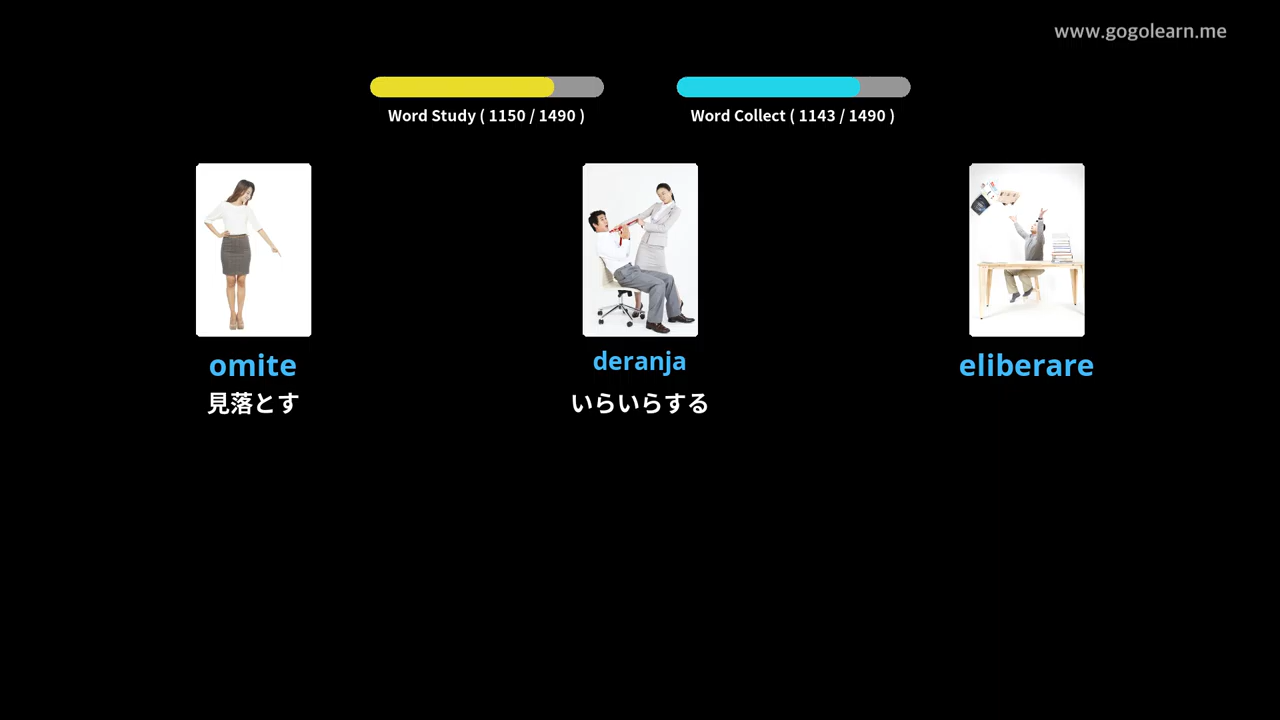 www.gogolearn.me
Word Study ( 1150 / 1490 )
Word Collect ( 1143 / 1490 )
omite
deranja
eliberare
見落とす
いらいらする